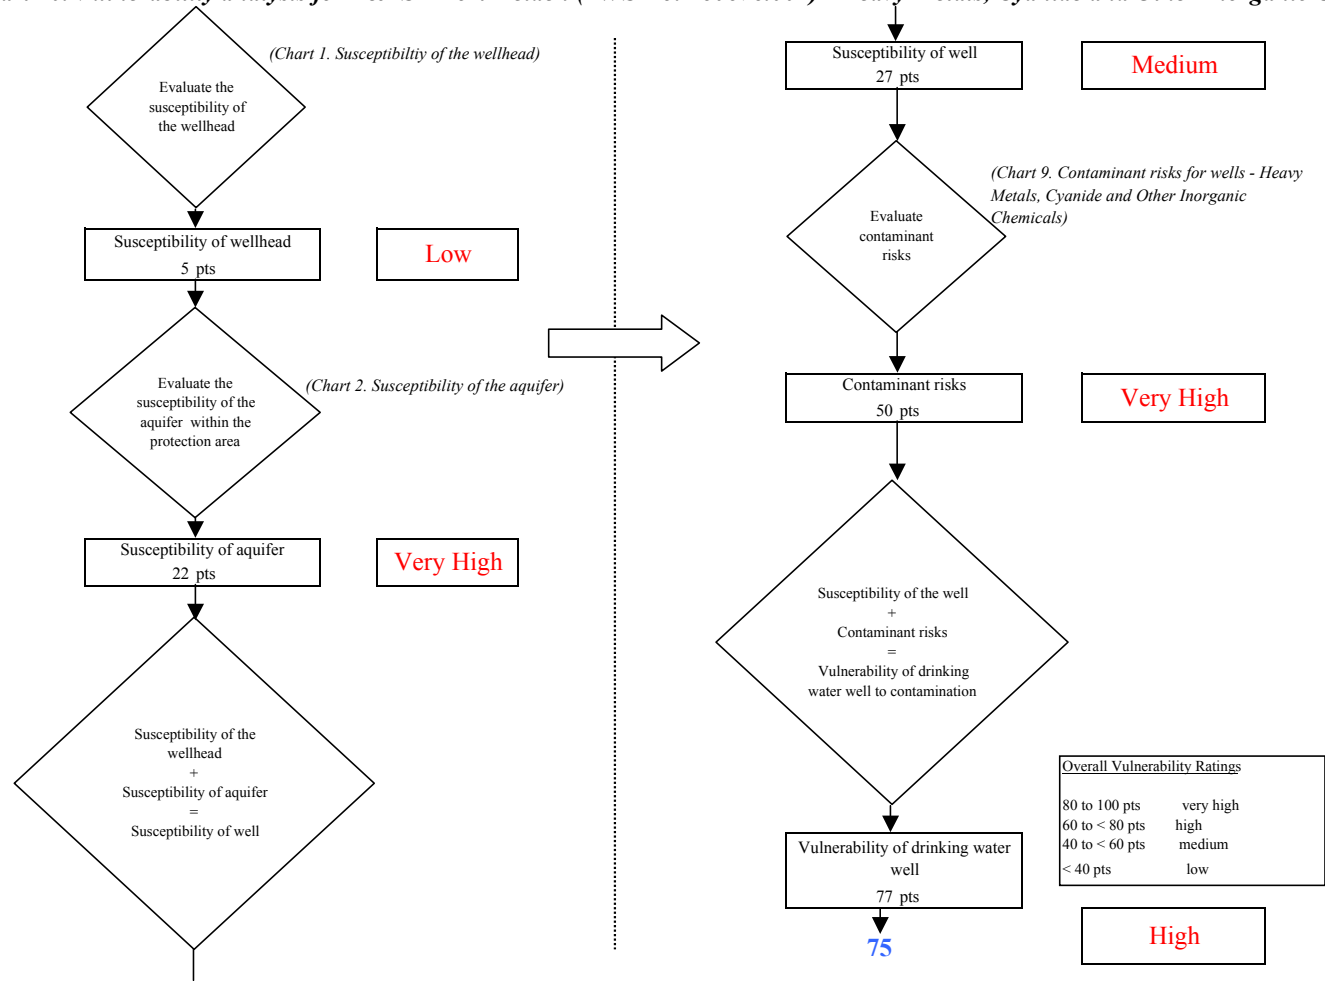 (Chart 1. Susceptibiltiy of the wellhead)
Evaluate the
susceptibility of
the wellhead
Susceptibility of wellhead
5 pts
Low
Evaluate the
susceptibility of the
aquifer within the
protection area
(Chart 2. Susceptibility of the aquifer)
Susceptibility of aquifer
22 pts
Very High
Susceptibility of the
wellhead
+
Susceptibility of aquifer
=
Susceptibility of well
Susceptibility of well
27 pts
Medium
(Chart 9. Contaminant risks for wells - Heavy
Metals, Cyanide and Other Inorganic
Chemicals)
Evaluate
contaminant
risks
Contaminant risks
50 pts
Very High
Susceptibility of the well
+
Contaminant risks
=
Vulnerability of drinking
water well to contamination
Overall Vulnerability Ratings
80 to 100 pts very high
60 to < 80 pts high
40 to < 60 pts medium
< 40 pts low
Vulnerability of drinking water
well
77 pts
75
High